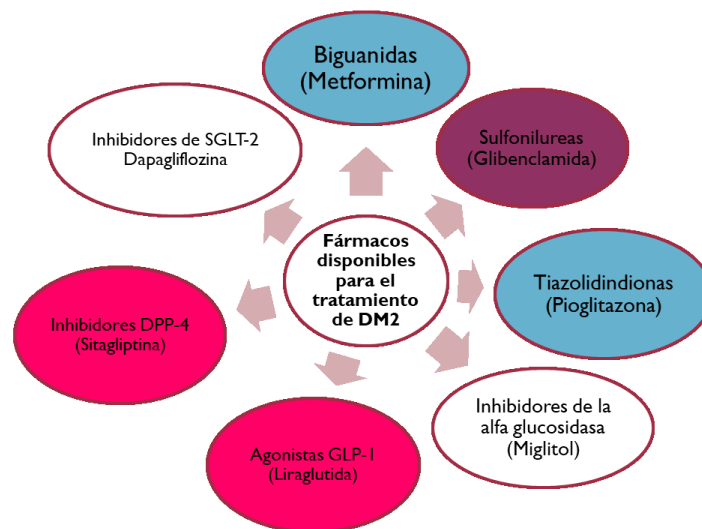 Biguanidas
(Metformina)
Inhibidores de SGLT-2
Dapagliflozina
Sulfonilureas
(Glibenclamida)
Fármacos
disponibles
para el
tratamiento
de DM2
Tiazolidindionas
(Pioglitazona)
Inhibidores DPP-4
(Sitagliptina)
Inhibidores de la
alfa glucosidasa
(Miglitol)
Agonistas GLP-1
(Liraglutida)